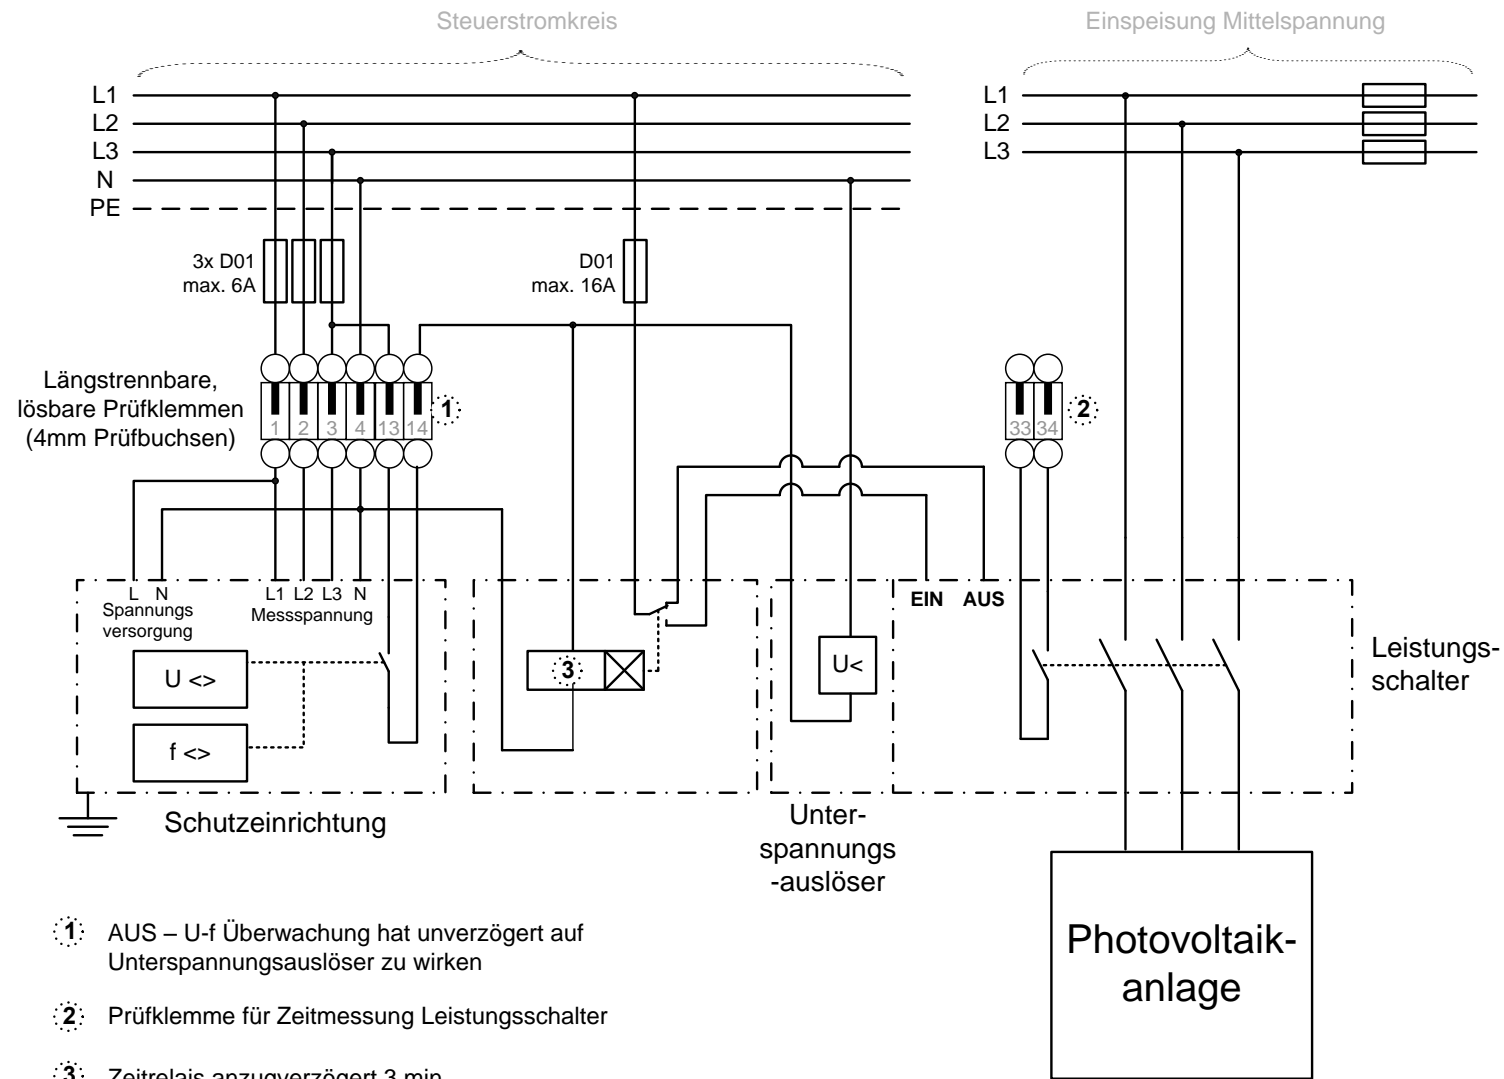 Steuerstromkreis
Einspeisung Mittelspannung
L1
L2
L3
N
PE
L1
L2
L3
3x D01
max. 6A
D01
max. 16A
Längstrennbare,
lösbare Prüfklemmen
(4mm Prüfbuchsen)
1 2 3 4 13 14
1
33 34
2
L N
Spannungs
versorgung
L1 L2 L3 N
Messspannung
EIN AUS
U <>
f <>
3
U<
Leistungs-
schalter
Schutzeinrichtung
Unter-
spannungs
-auslöser
Photovoltaik-
anlage
1 AUS – U-f Überwachung hat unverzögert auf
Unterspannungsauslöser zu wirken
2 Prüfklemme für Zeitmessung Leistungsschalter
3 Zeitrelais anzugverzögert 3 min